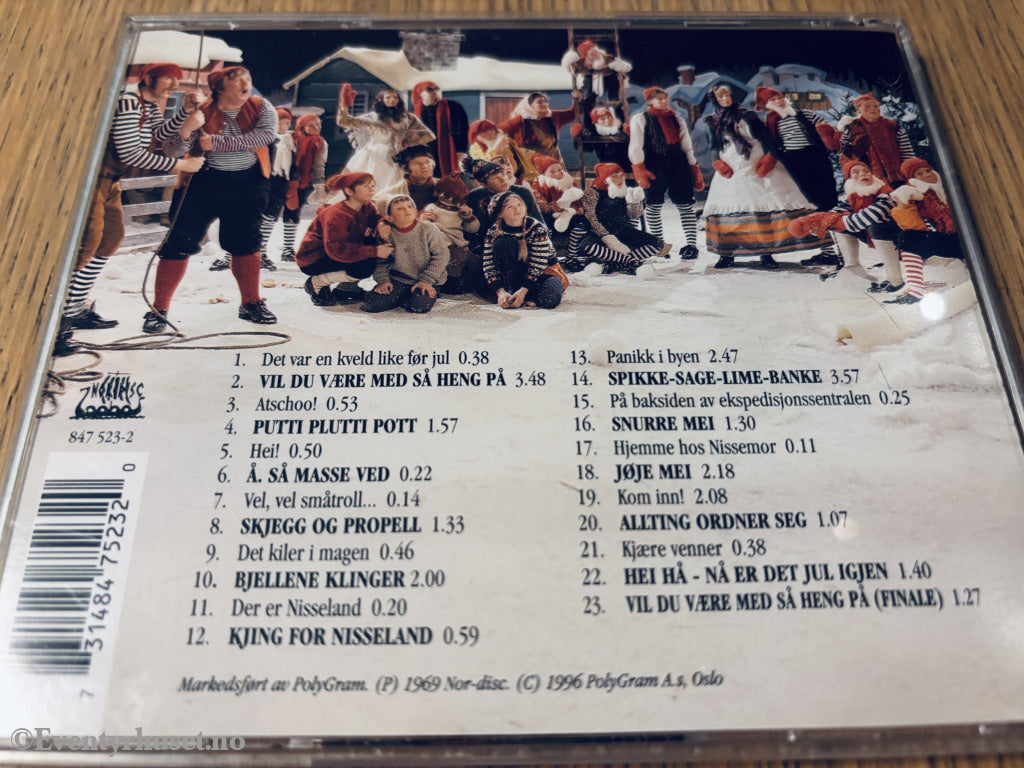 1. Det var en kveld like før jul 0.38
2. VIL DU VÆRE MED SÅ HENG PÅ 3.48
3. Atschoo! 0.53
4. PUTTI PLUTTI POTT 1.57
5. Hei! 0.50
6. Å. SÅ MASSE VED 0.22
7. Vel, vel småtroll... 0.14
8. SKJEGG OG PROPELL 1.33
9. Det kiler i magen 0.46
10. BJELLENE KLINGER 2.00
11. Der er Nisseland 0.20
12. KJING FOR NISSELAND 0.59
13. Panikk i byen 2.47
14. SPIKKE-SAGE-LIME-BANKE 3.57
15. På baksiden av ekspedisjonssentralen 0.25
16. SNURRE MEI 1.30
17. Hjemme hos Nissemor 0.11
18. JØJE MEI 2.18
19. Kom inn! 2.08
20. ALLTING ORDNER SEG 1.07
21. Kjære venner 0.38
22. HEI HÅ - NÅ ER DET JUL IGJEN 1.40
23. VIL DU VÆRE MED SÅ HENG PÅ (FINALE) 1.27
NOR-DISC
847 523-2
7 31484 75232 0
Markedsført av PolyGram. (P) 1969 Nor-disc. (C) 1996 PolyGram A.s, Oslo
©Eventyrhuset.no